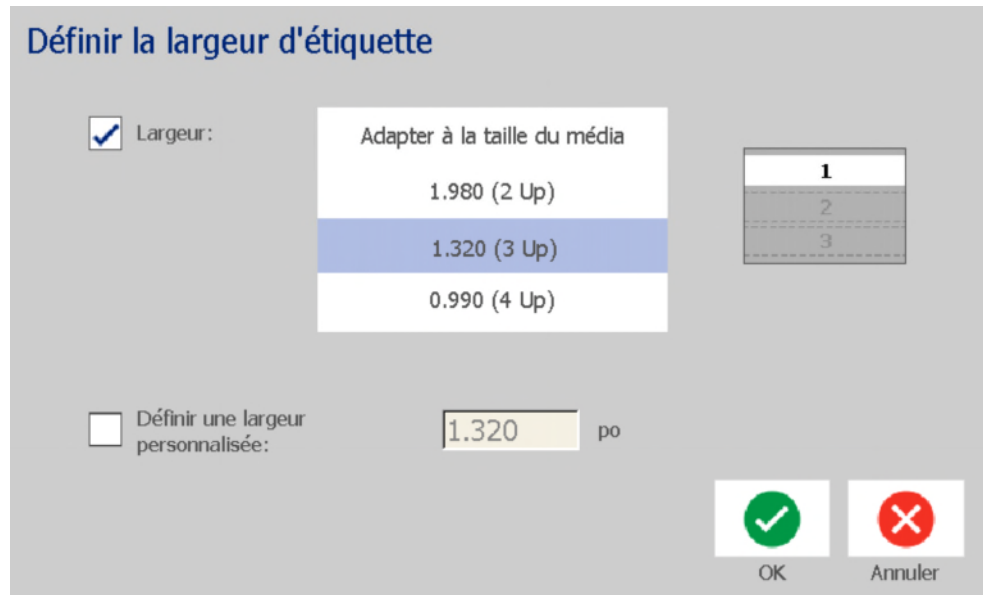 Définir la largeur d'étiquette
Largeur:
Adapter à la taille du média
1.980 (2 Up)
1.320 (3 Up)
0.990 (4 Up)
1
2
3
Définir une largeur
personnalisée:
1.320 po
OK
Annuler